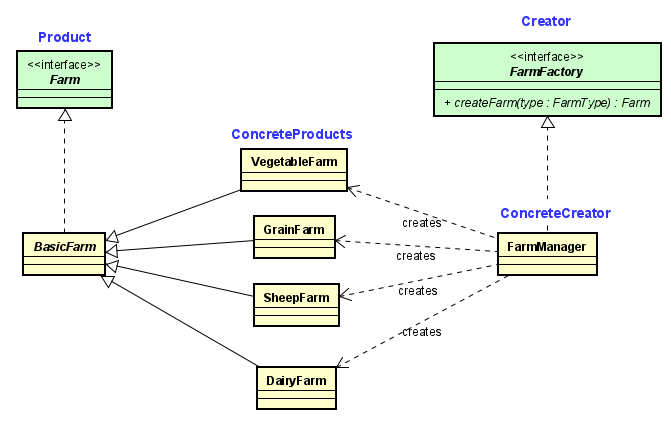 Creator
Product
<<interface>>
FarmFactory
+ createFarm(type : FarmType) : Farm
<<interface>>
Farm
ConcreteProducts
VegetableFarm
ConcreteCreator
creates
GrainFarm
BasicFarm
FarmManager
creates
creates
SheepFarm
creates
DairyFarm